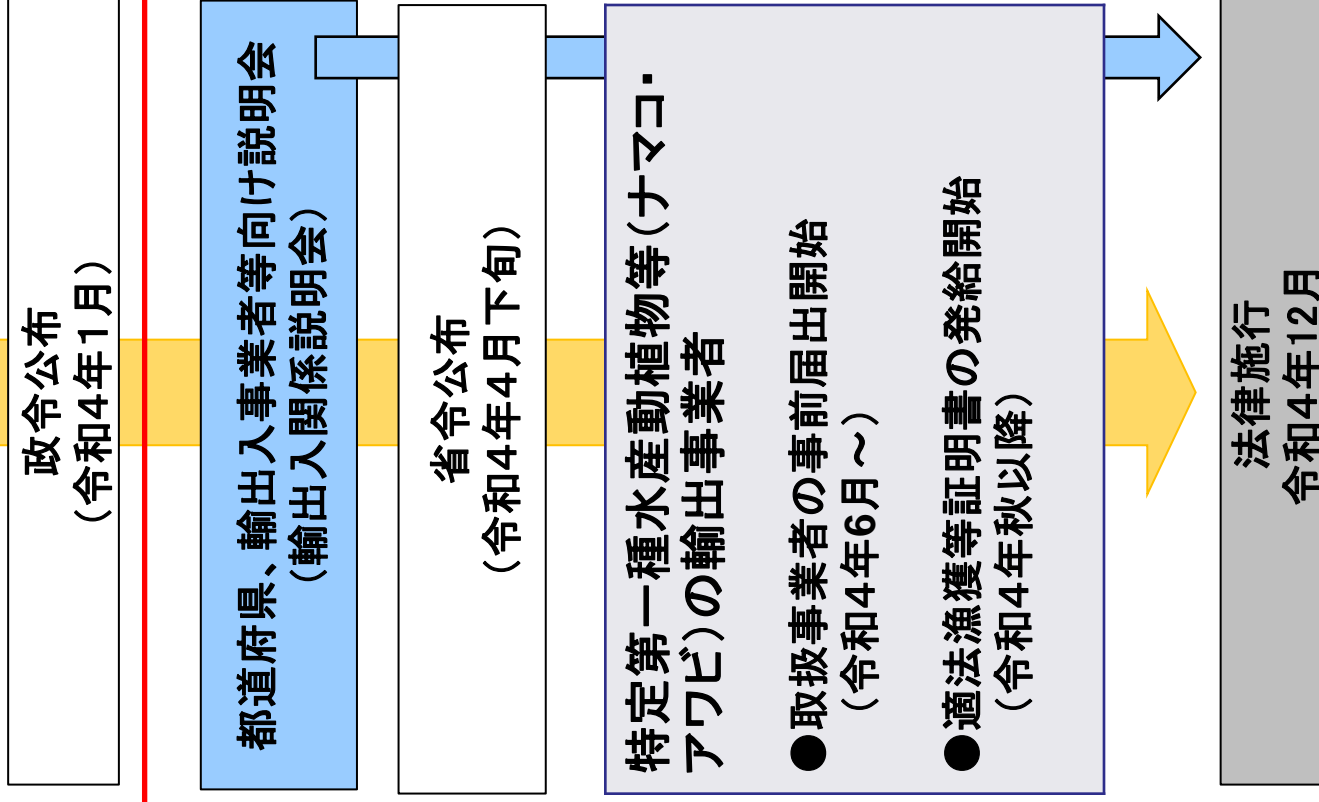 政令公布
（令和４年１月）
都道府県、輸出入事業者等向け説明会
（輸出入関係説明会）
省令公布
（令和４年４月下旬）
特定第一種水産動植物等（ナマコ・
アワビ）の輸出事業者
●取扱事業者の事前届出開始
（令和４年６月～）
●適法漁獲等証明書の発給開始
（令和４年秋以降）
法律施行
令和４年12月